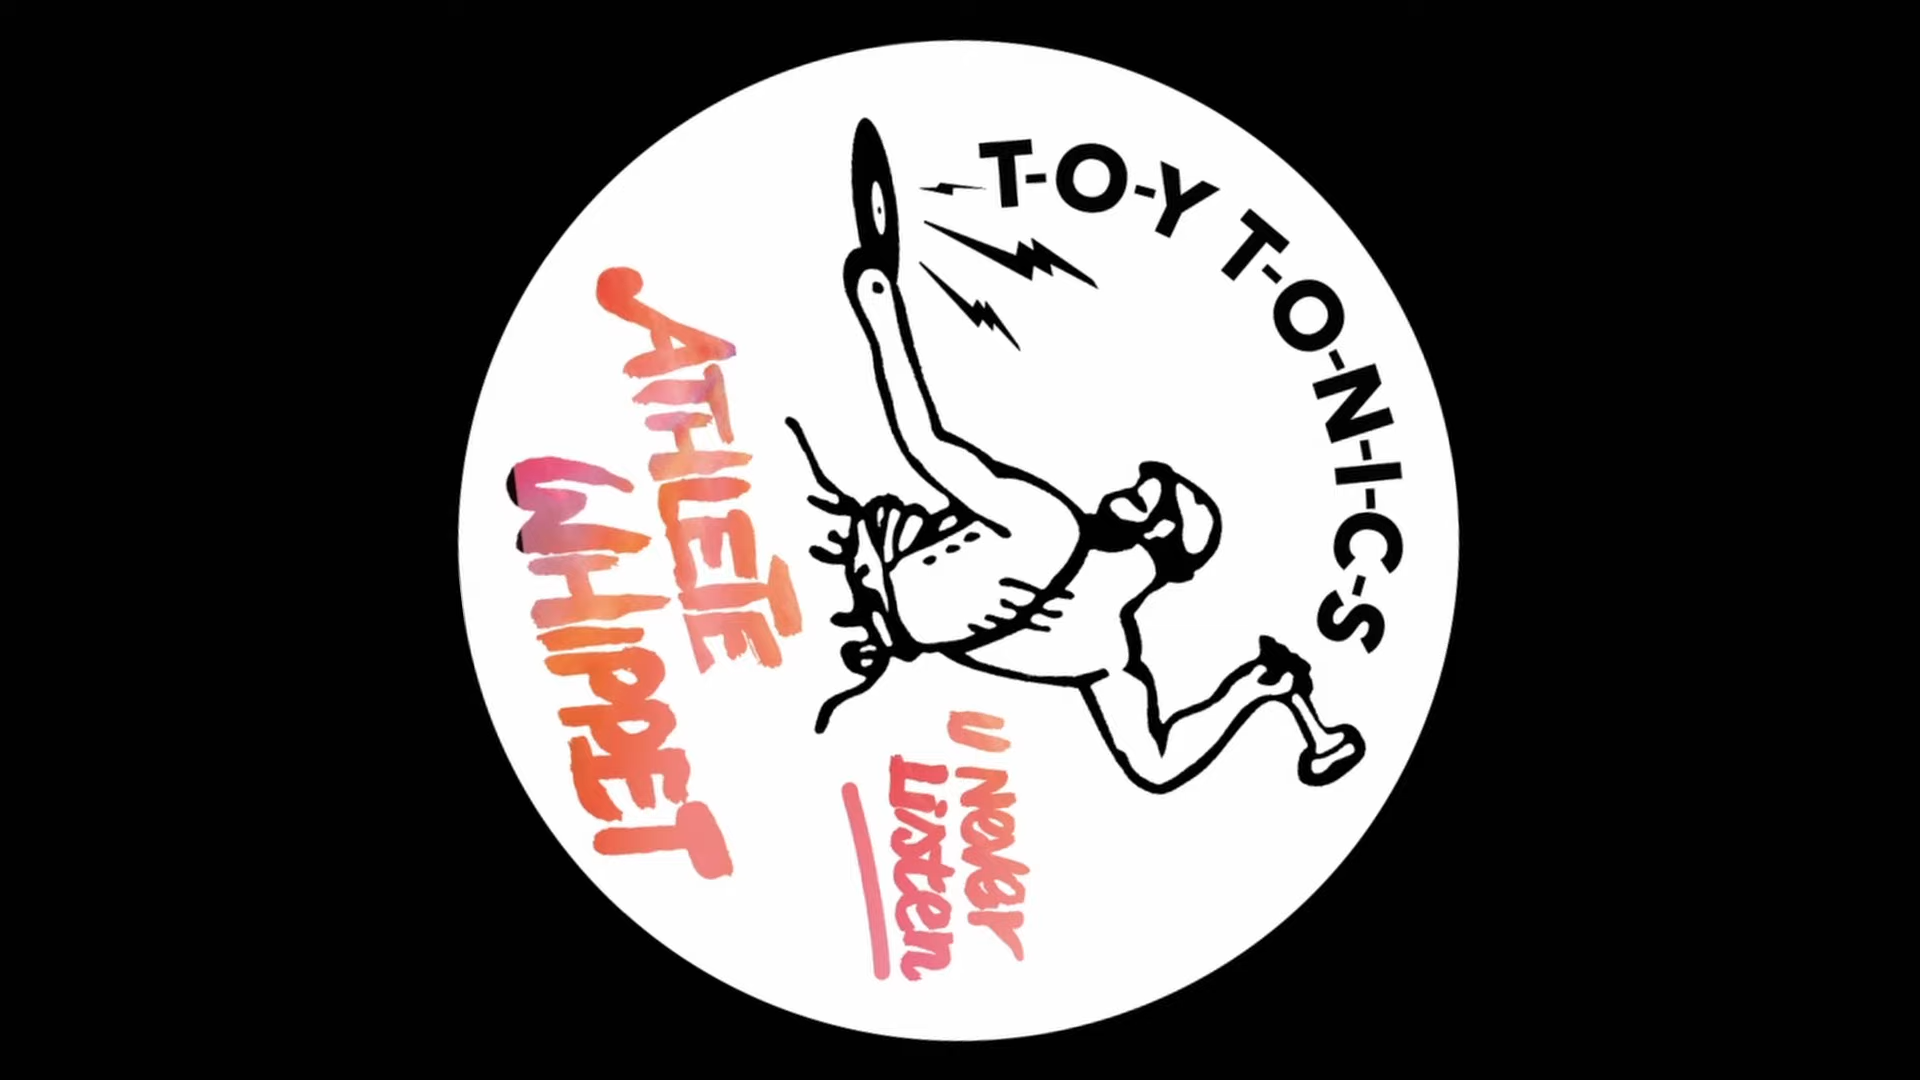 T-O-Y T-O-N-I-C-S
ATHLETE
WHIPPET
U Never
Listen